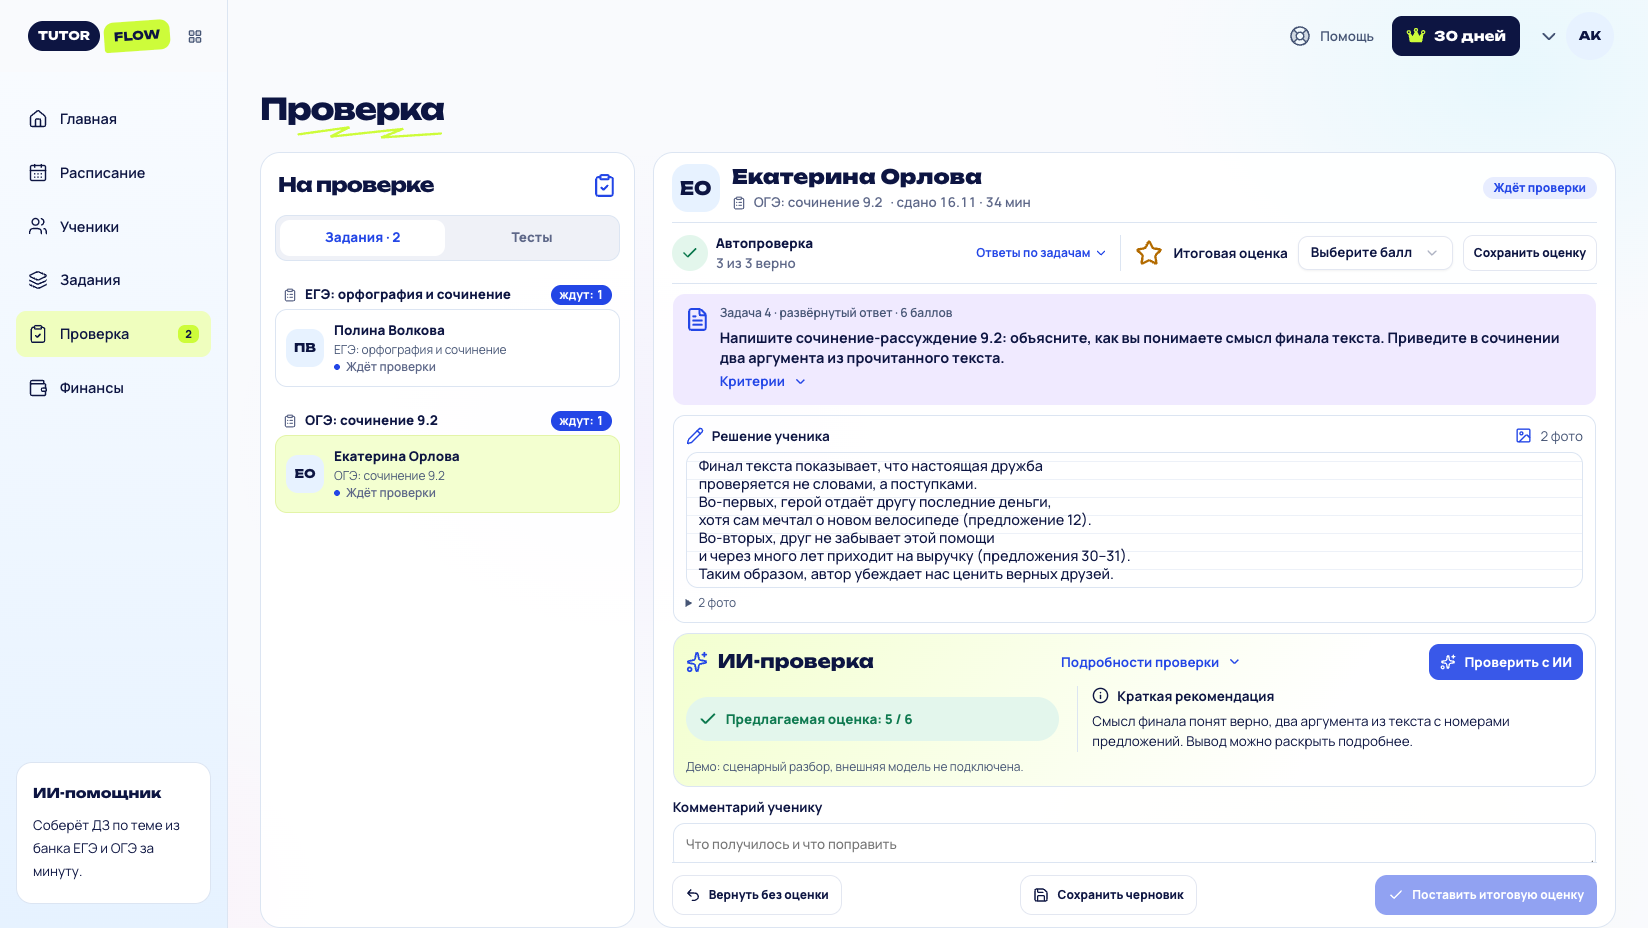 TUTOR FLOW
Помощь
30 дней
АК
Главная
Расписание
Ученики
Задания
Проверка 2
Финансы
ИИ-помощник
Соберёт ДЗ по теме из
банка ЕГЭ и ОГЭ за
минуту.
Проверка
На проверке
Задания · 2
Тесты
ЕГЭ: орфография и сочинение
ждут: 1
ПВ
Полина Волкова
ЕГЭ: орфография и сочинение
Ждёт проверки
ОГЭ: сочинение 9.2
ждут: 1
ЕО
Екатерина Орлова
ОГЭ: сочинение 9.2
Ждёт проверки
ЕО
Екатерина Орлова
ОГЭ: сочинение 9.2 · сдано 16.11 · 34 мин
Ждёт проверки
Автопроверка
3 из 3 верно
Ответы по задачам
Итоговая оценка
Выберите балл
Сохранить оценку
Задача 4 · развёрнутый ответ · 6 баллов
Напишите сочинение-рассуждение 9.2: объясните, как вы понимаете смысл финала текста. Приведите в сочинении
два аргумента из прочитанного текста.
Критерии
Решение ученика
2 фото
Финал текста показывает, что настоящая дружба
проверяется не словами, а поступками.
Во-первых, герой отдаёт другу последние деньги,
хотя сам мечтал о новом велосипеде (предложение 12).
Во-вторых, друг не забывает этой помощи
и через много лет приходит на выручку (предложения 30–31).
Таким образом, автор убеждает нас ценить верных друзей.
2 фото
ИИ-проверка
Подробности проверки
Проверить с ИИ
Предлагаемая оценка: 5 / 6
Краткая рекомендация
Смысл финала понят верно, два аргумента из текста с номерами
предложений. Вывод можно раскрыть подробнее.
Демо: сценарный разбор, внешняя модель не подключена.
Комментарий ученику
Что получилось и что поправить
Вернуть без оценки
Сохранить черновик
Поставить итоговую оценку